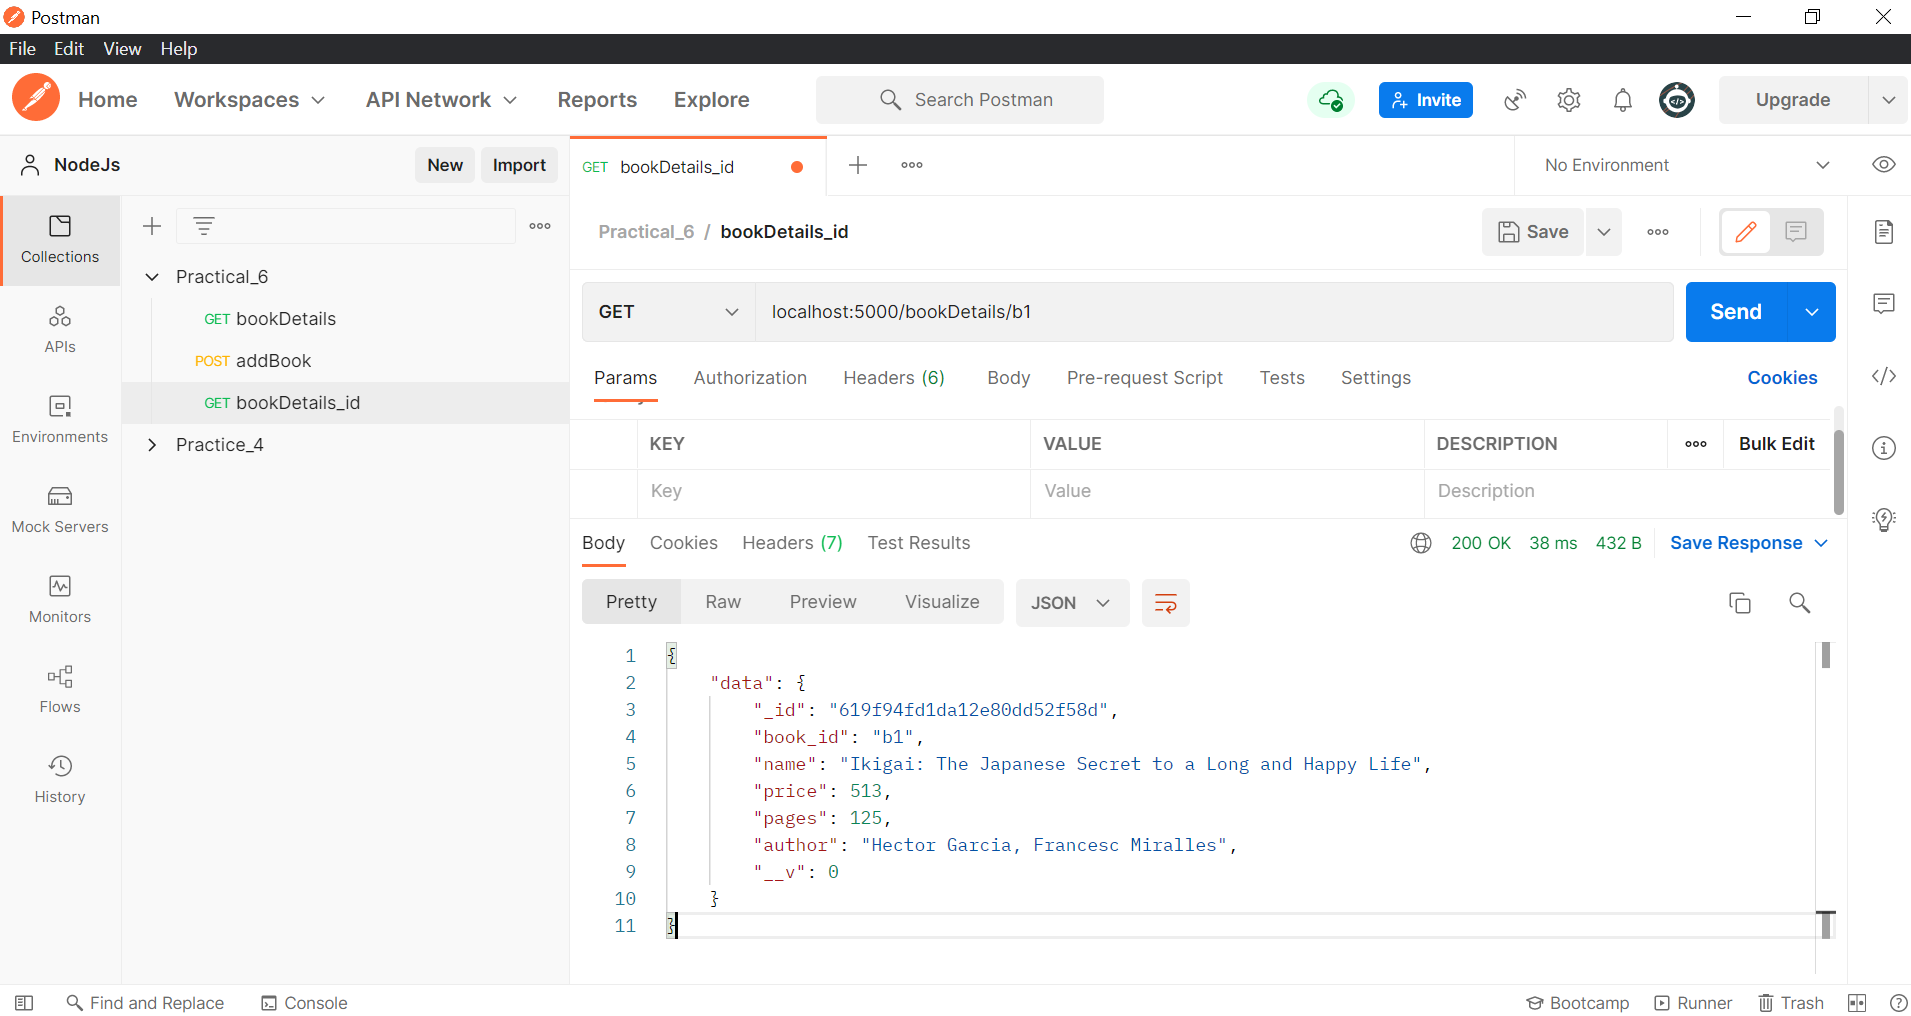 Postman
File Edit View Help
Home Workspaces API Network Reports Explore Search Postman Invite Upgrade
NodeJs New Import GET bookDetails_id No Environment
Collections
APIs
Environments
Mock Servers
Monitors
Flows
History
Practical_6
GET bookDetails
POST addBook
GET bookDetails_id
Practice_4
Practical_6 / bookDetails_id Save
GET localhost:5000/bookDetails/b1 Send
Params Authorization Headers (6) Body Pre-request Script Tests Settings Cookies
KEY VALUE DESCRIPTION Bulk Edit
Key Value Description
Body Cookies Headers (7) Test Results 200 OK 38 ms 432 B Save Response
Pretty Raw Preview Visualize JSON
1 {
2 "data": {
3 "_id": "619f94fd1da12e80dd52f58d",
4 "book_id": "b1",
5 "name": "Ikigai: The Japanese Secret to a Long and Happy Life",
6 "price": 513,
7 "pages": 125,
8 "author": "Hector Garcia, Francesc Miralles",
9 "__v": 0
10 }
11 }
Find and Replace Console Bootcamp Runner Trash